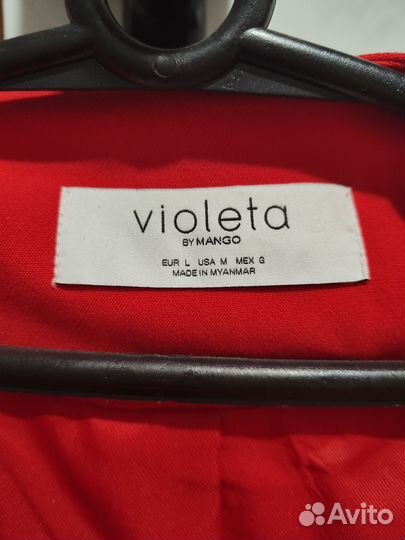 violeta
BY MANGO
EUR L USA M MEX G
MADE IN MYANMAR
Avito